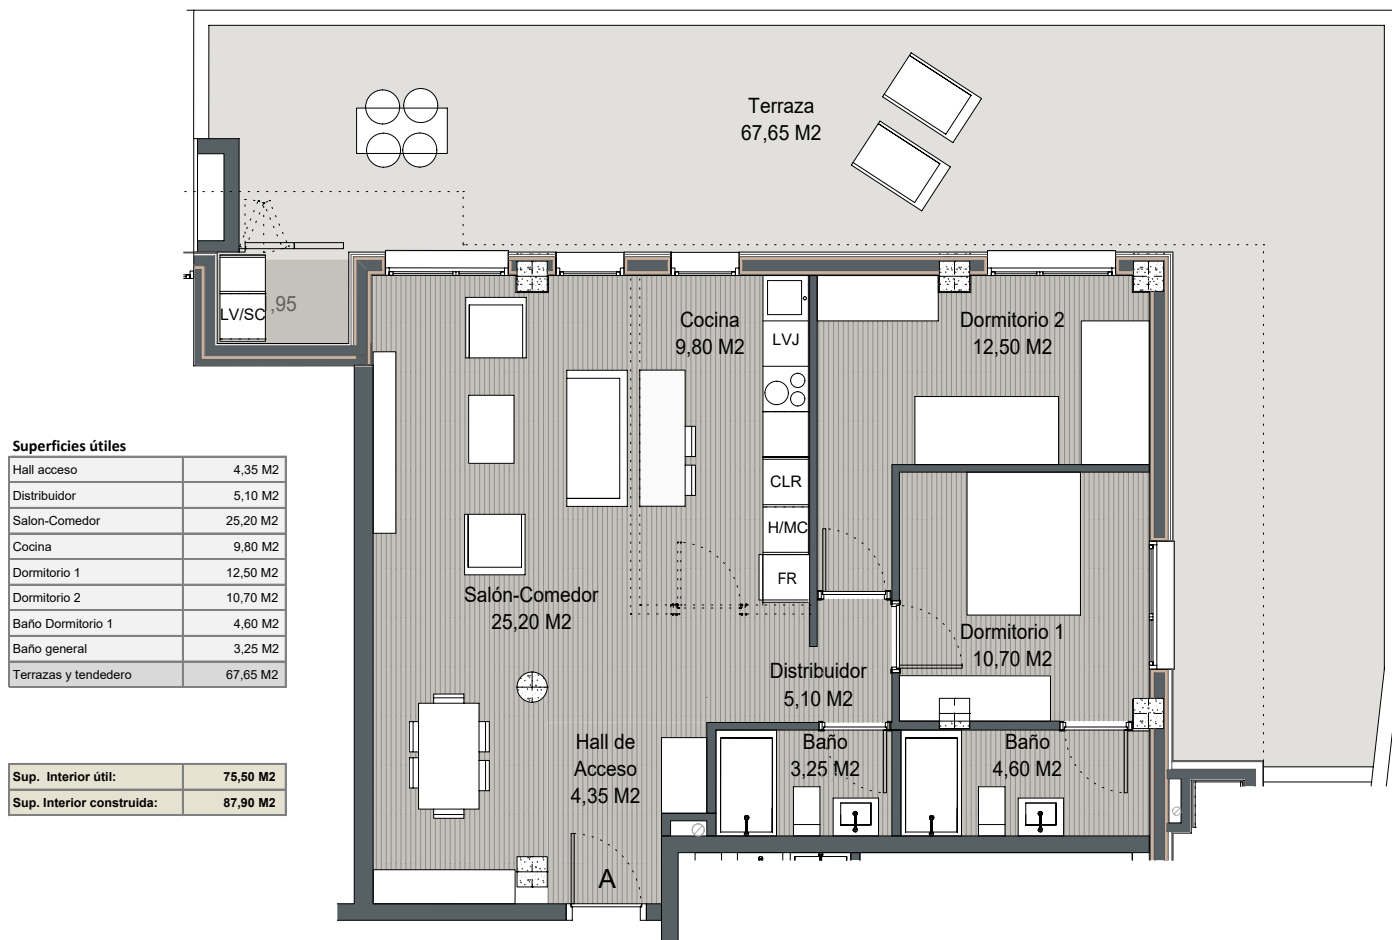 Terraza
67,65 M2
Cocina
9,80 M2
Dormitorio 2
12,50 M2
,95
LV/SC
LVJ
CLR
H/MC
FR
Salón-Comedor
25,20 M2
Dormitorio 1
10,70 M2
Distribuidor
5,10 M2
Hall de
Acceso
4,35 M2
Baño
3,25 M2
Baño
4,60 M2
A
Superficies útiles
Hall acceso 4,35 M2
Distribuidor 5,10 M2
Salon-Comedor 25,20 M2
Cocina 9,80 M2
Dormitorio 1 12,50 M2
Dormitorio 2 10,70 M2
Baño Dormitorio 1 4,60 M2
Baño general 3,25 M2
Terrazas y tendedero 67,65 M2
Sup. Interior útil: 75,50 M2
Sup. Interior construida: 87,90 M2